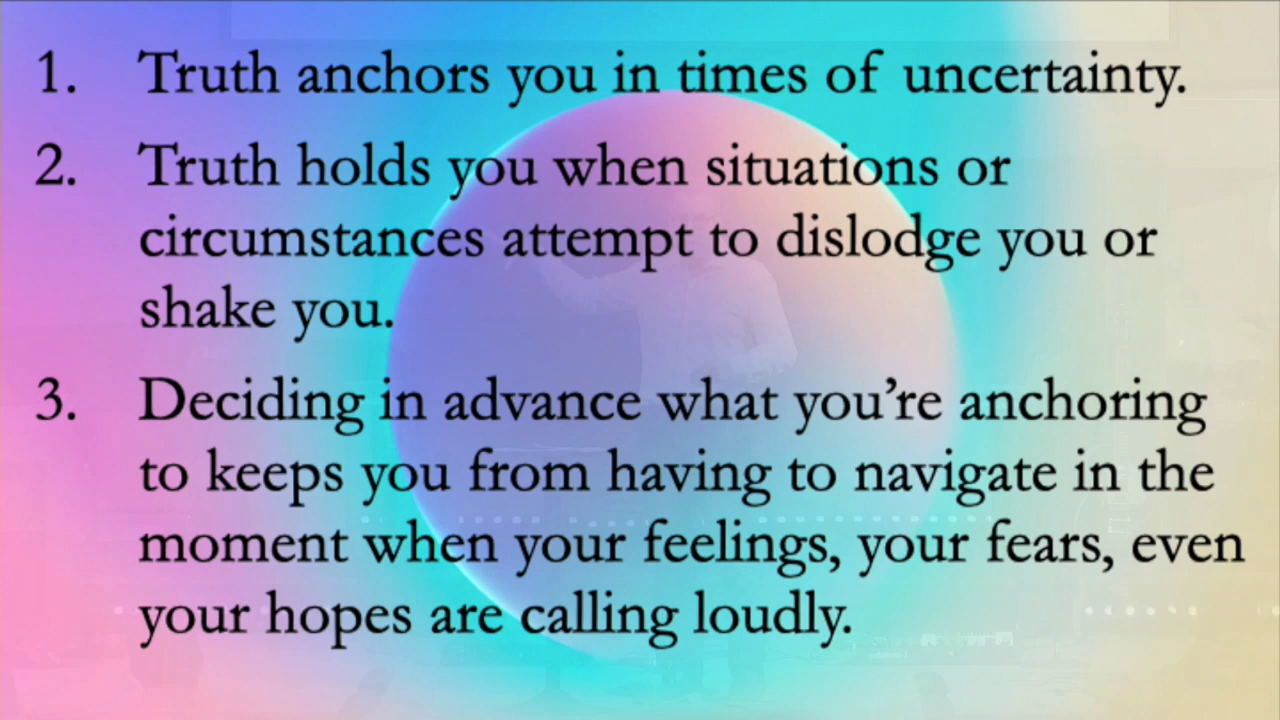 1. Truth anchors you in times of uncertainty.
2. Truth holds you when situations or
circumstances attempt to dislodge you or
shake you.
3. Deciding in advance what you’re anchoring
to keeps you from having to navigate in the
moment when your feelings, your fears, even
your hopes are calling loudly.